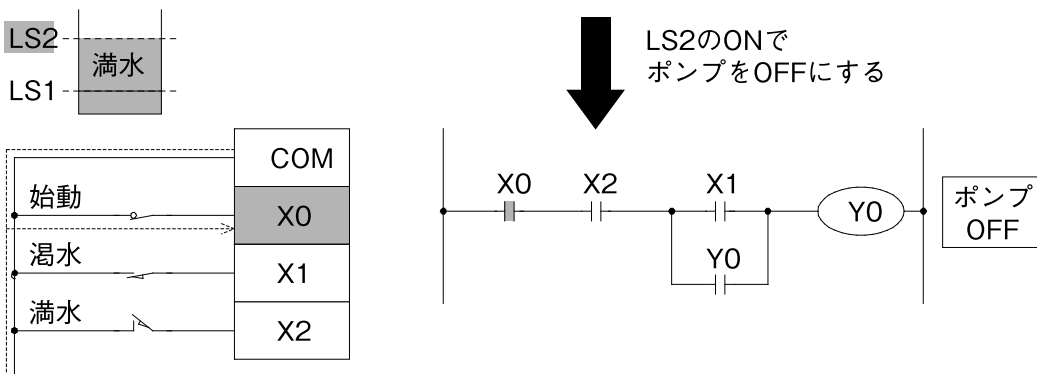 LS2
満水
LS1
LS2のONで
ポンプをOFFにする
COM
始動
X0
渇水
X1
満水
X2
X0
X2
X1
Y0
Y0
ポンプ
OFF